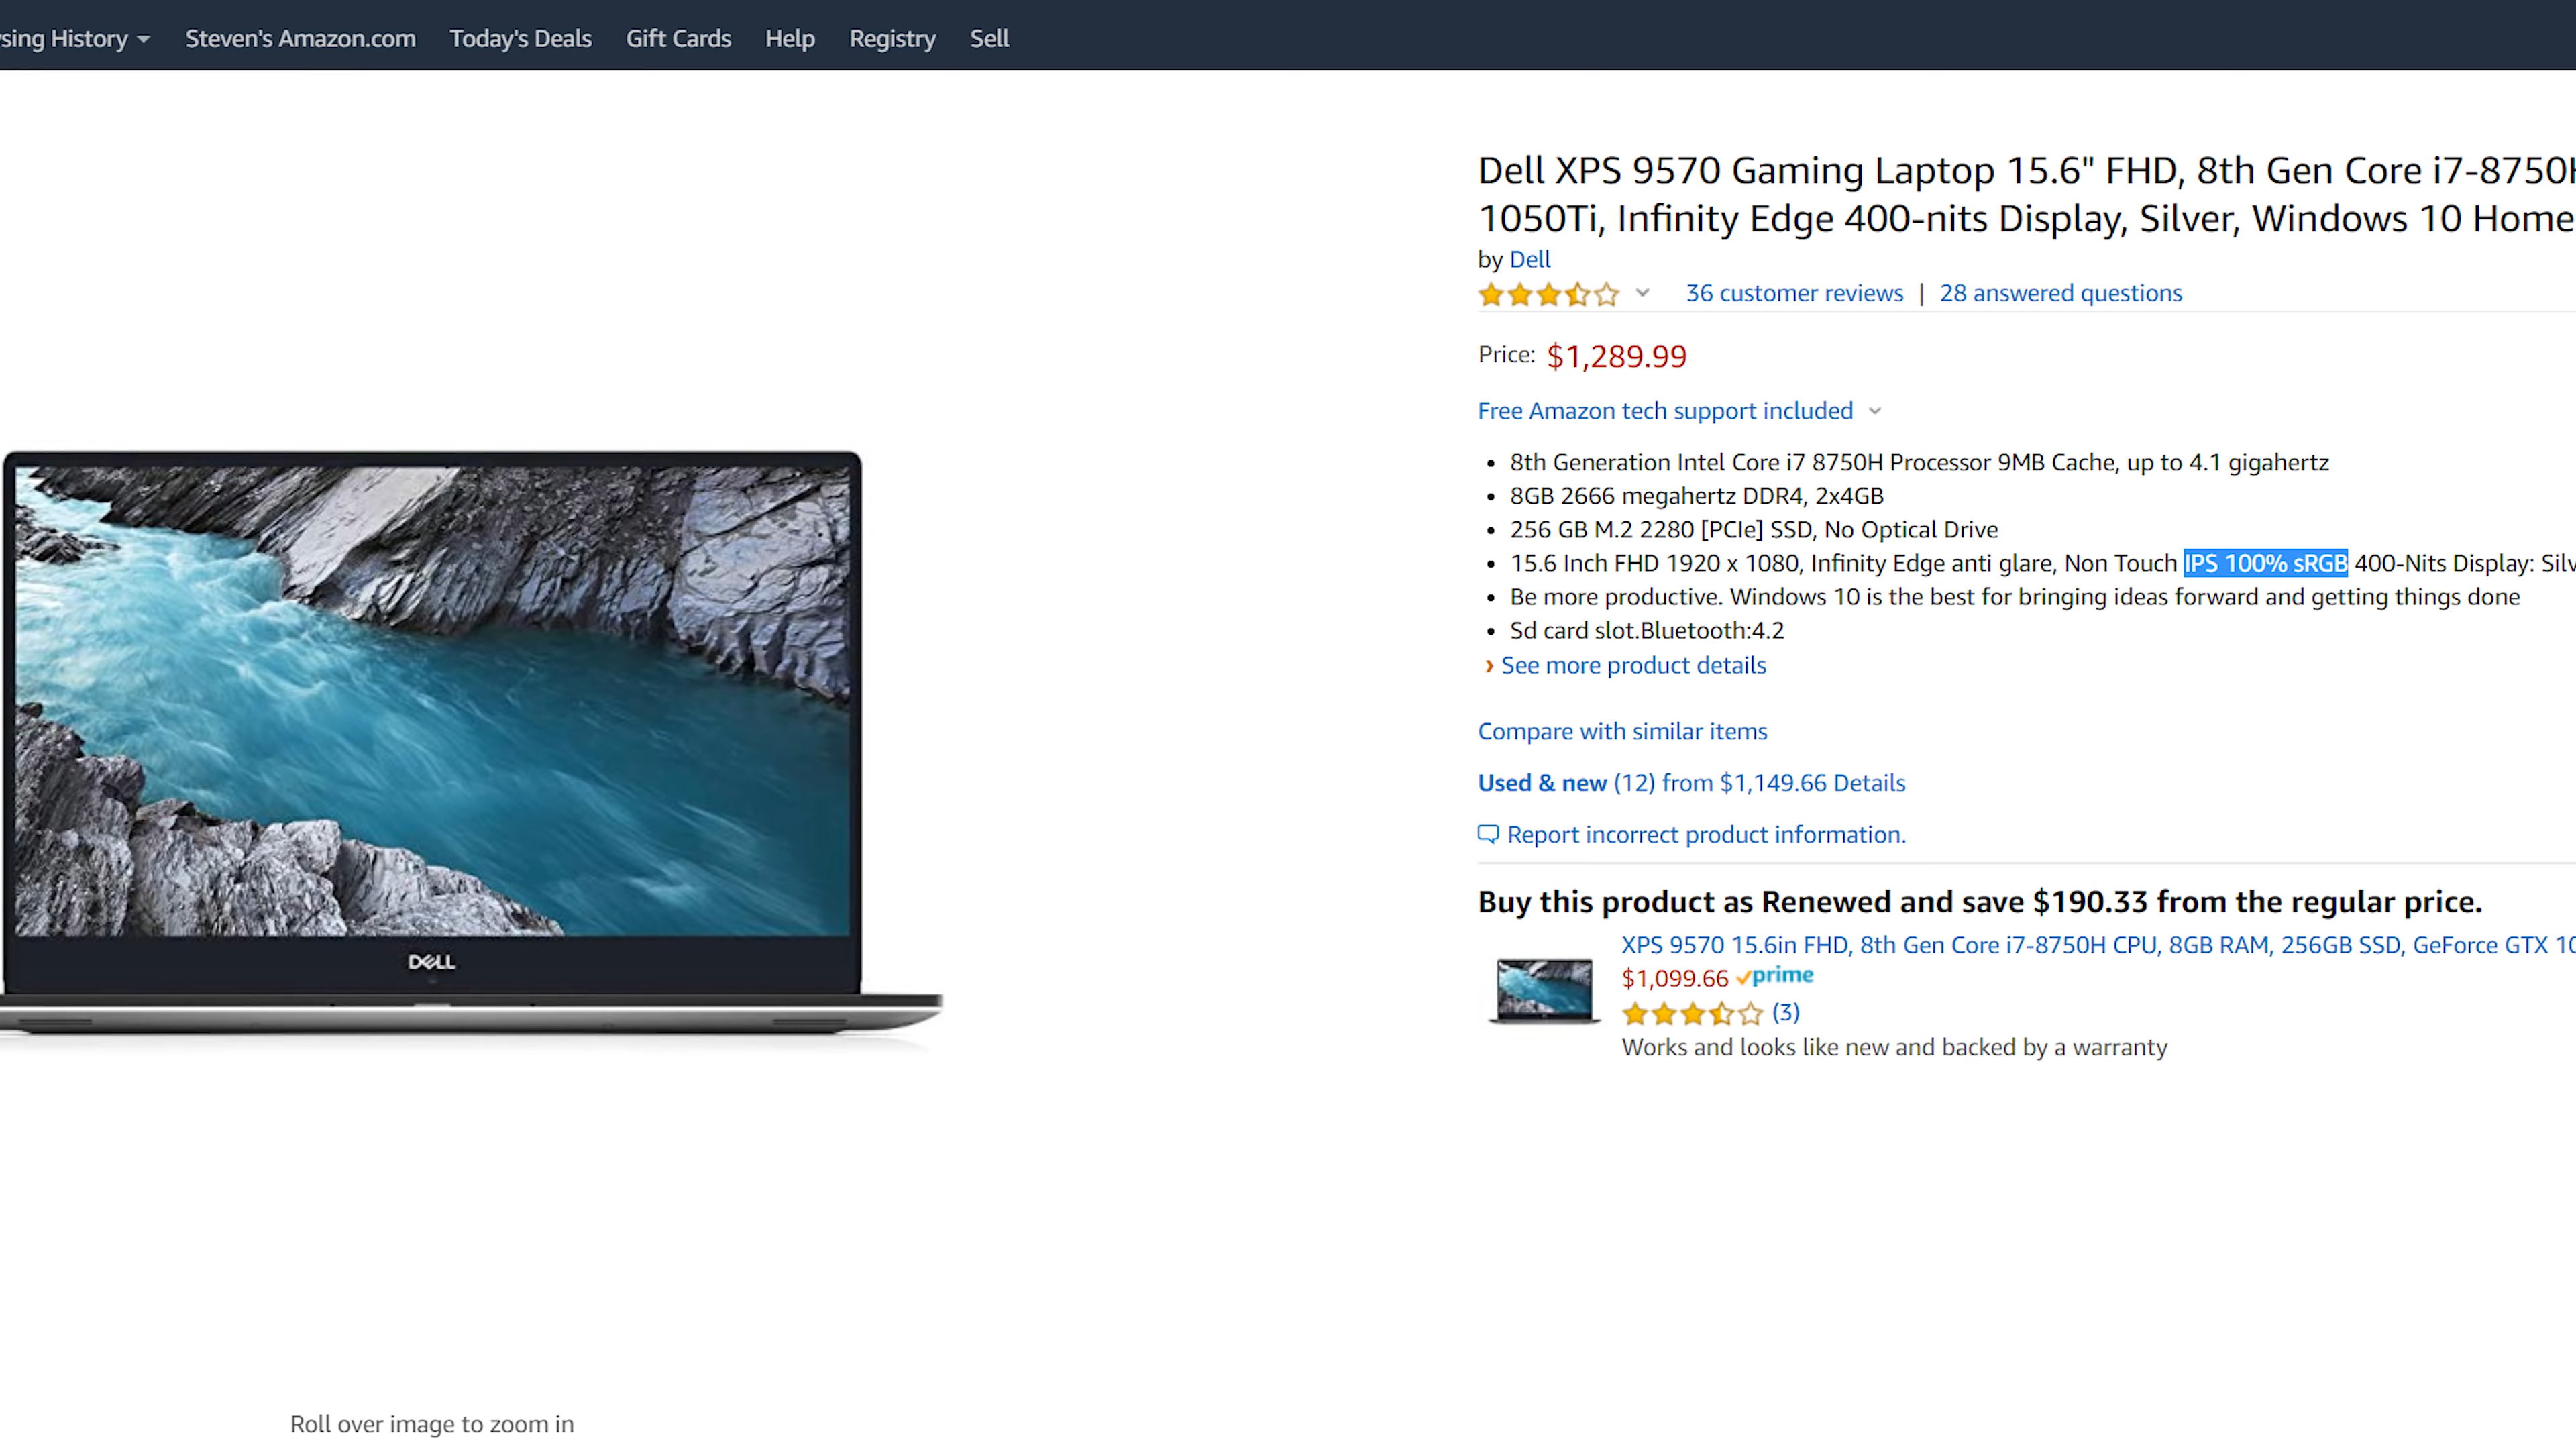 sing History
Steven's Amazon.com
Today's Deals
Gift Cards
Help
Registry
Sell
Dell XPS 9570 Gaming Laptop 15.6" FHD, 8th Gen Core i7-8750H
1050Ti, Infinity Edge 400-nits Display, Silver, Windows 10 Home
by Dell
36 customer reviews | 28 answered questions
Price: $1,289.99
Free Amazon tech support included
• 8th Generation Intel Core i7 8750H Processor 9MB Cache, up to 4.1 gigahertz
• 8GB 2666 megahertz DDR4, 2x4GB
• 256 GB M.2 2280 [PCIe] SSD, No Optical Drive
• 15.6 Inch FHD 1920 x 1080, Infinity Edge anti glare, Non Touch IPS 100% sRGB 400-Nits Display: Silv
• Be more productive. Windows 10 is the best for bringing ideas forward and getting things done
• Sd card slot.Bluetooth:4.2
› See more product details
Compare with similar items
Used & new (12) from $1,149.66 Details
Report incorrect product information.
Buy this product as Renewed and save $190.33 from the regular price.
XPS 9570 15.6in FHD, 8th Gen Core i7-8750H CPU, 8GB RAM, 256GB SSD, GeForce GTX 10
$1,099.66 prime
(3)
Works and looks like new and backed by a warranty
DELL
Roll over image to zoom in